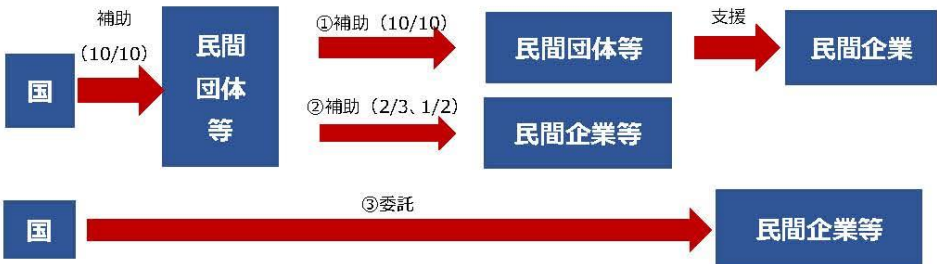 補助
（10/10）
国
民間
団体
等
①補助（10/10）
民間団体等
支援
民間企業
②補助（2/3、1/2）
民間企業等
国
③委託
民間企業等